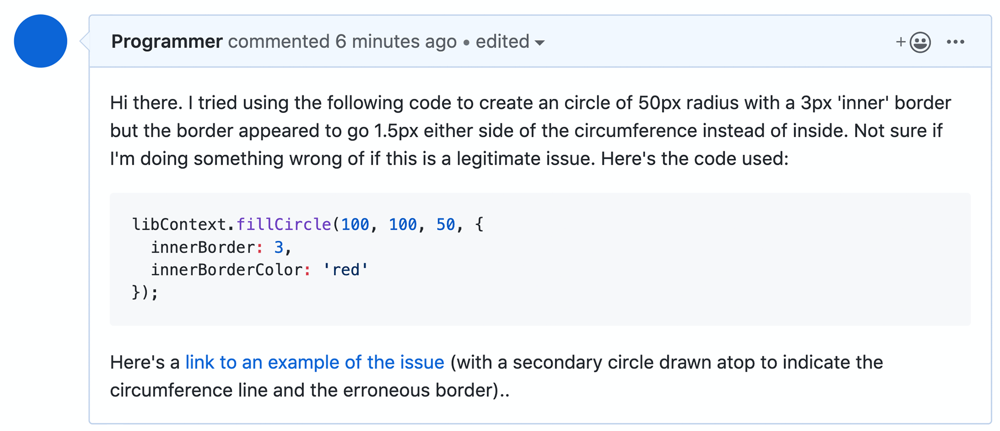 Programmer commented 6 minutes ago • edited
Hi there. I tried using the following code to create an circle of 50px radius with a 3px 'inner' border
but the border appeared to go 1.5px either side of the circumference instead of inside. Not sure if
I'm doing something wrong of if this is a legitimate issue. Here's the code used:
libContext.fillCircle(100, 100, 50, {
  innerBorder: 3,
  innerBorderColor: 'red'
});
Here's a link to an example of the issue (with a secondary circle drawn atop to indicate the
circumference line and the erroneous border)..